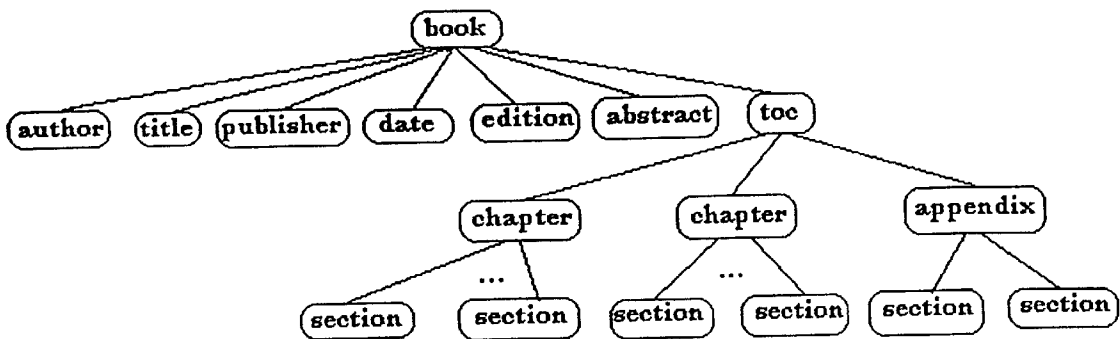 book
author title publisher date edition abstract toc
chapter chapter appendix
... ...
section section section section section section